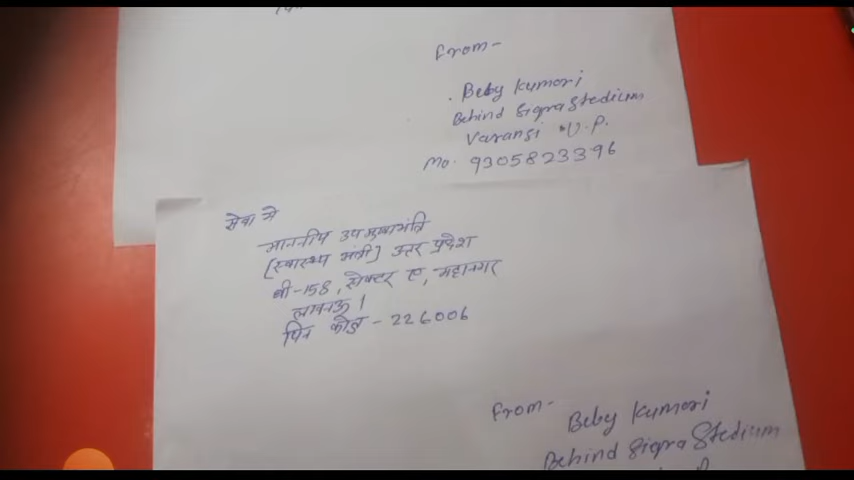 From-
Beby Kumari
Behind Sigra Stedium
Varansi U.P.
Mo. 9305823396
सेवा मे
माननीय उप मुख्यमंत्रि
(स्वास्थ्य मंत्री) उत्तर प्रदेश
बी-158, सेक्टर ए, महानगर
लखनऊ।
पिन कोड - 226006
From-
Beby Kumari
Behind Sigra Stedium